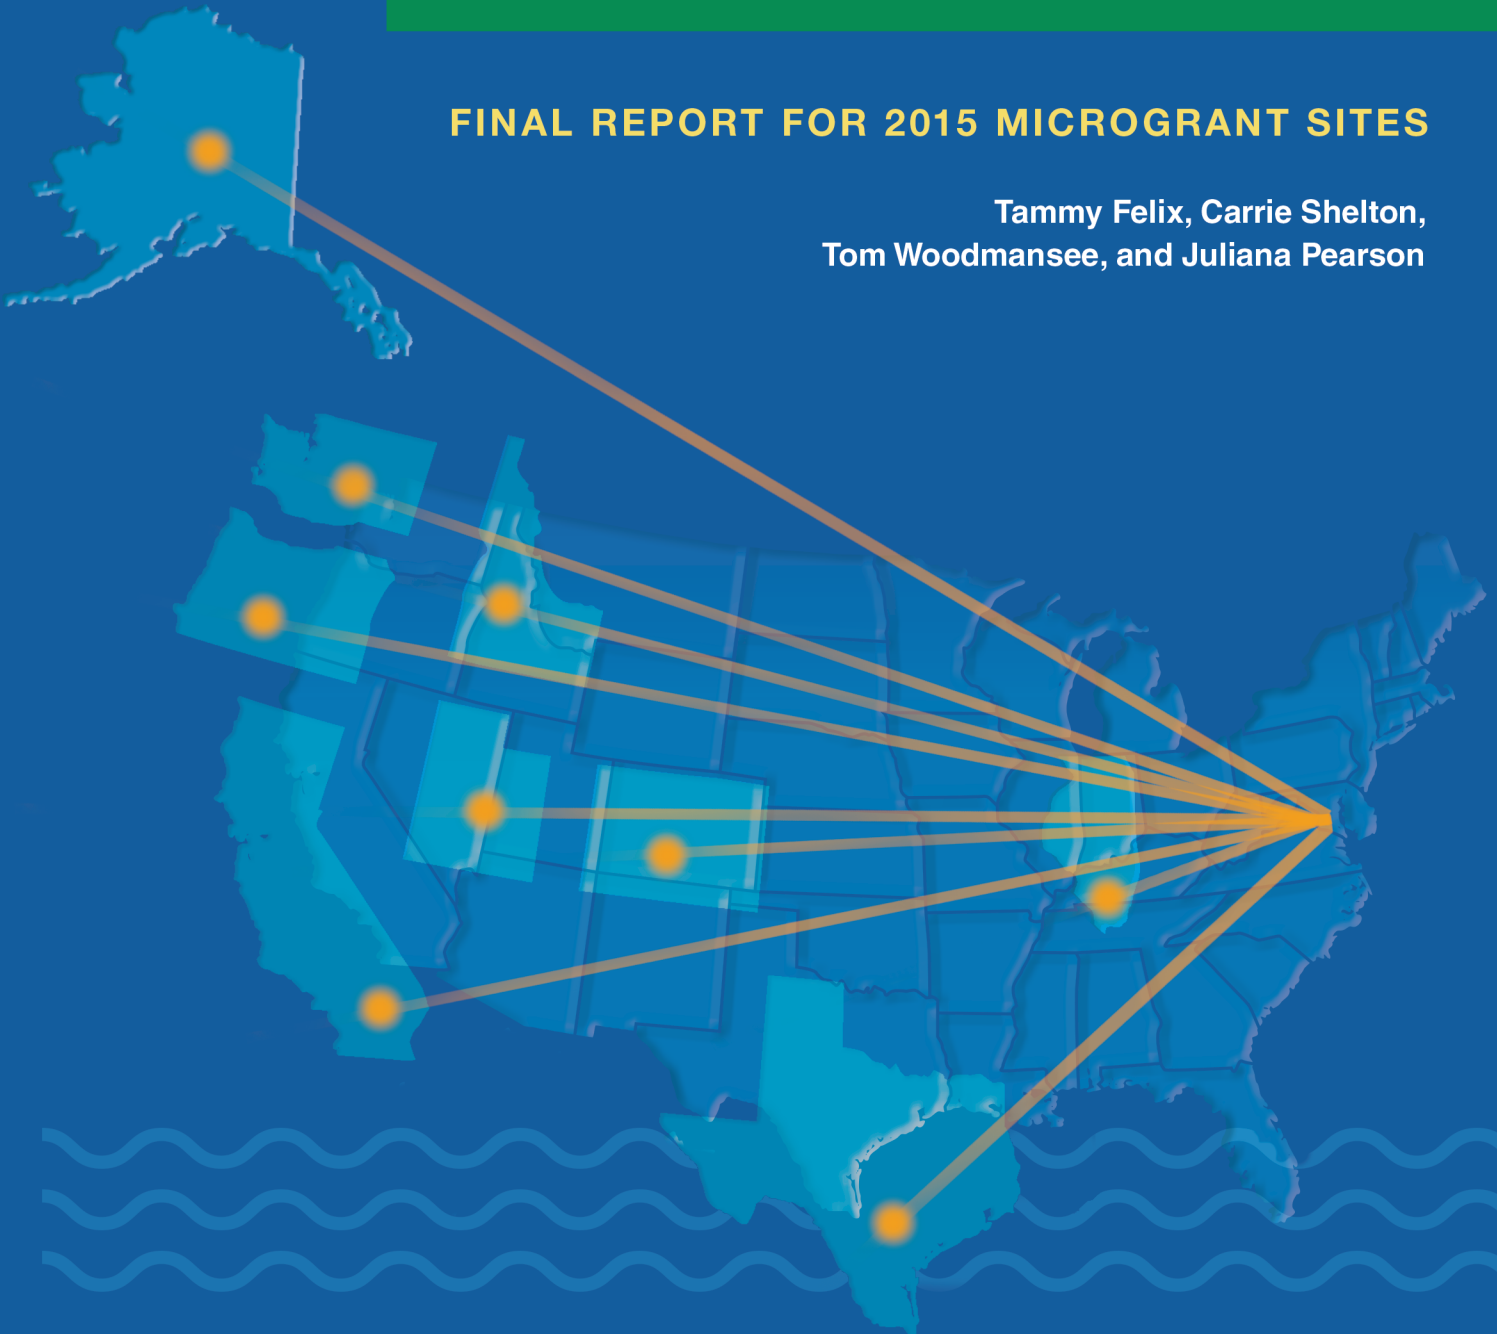 FINAL REPORT FOR 2015 MICROGRANT SITES
Tammy Felix, Carrie Shelton,
Tom Woodmansee, and Juliana Pearson